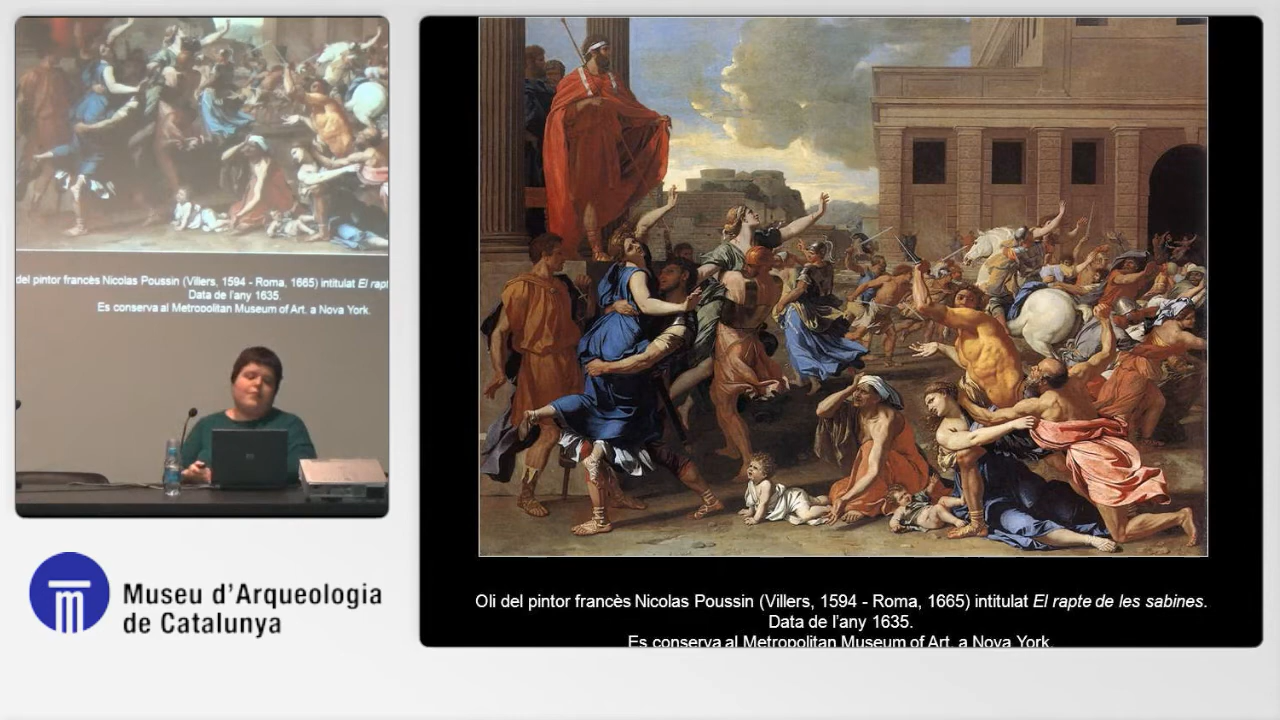 del pintor francès Nicolas Poussin (Villers, 1594 - Roma, 1665) intitulat El rapt
Data de l'any 1635.
Es conserva al Metropolitan Museum of Art. a Nova York.
m
Museu d'Arqueologia
de Catalunya
Oli del pintor francès Nicolas Poussin (Villers, 1594 - Roma, 1665) intitulat El rapte de les sabines.
Data de l'any 1635.
Es conserva al Metropolitan Museum of Art. a Nova York.